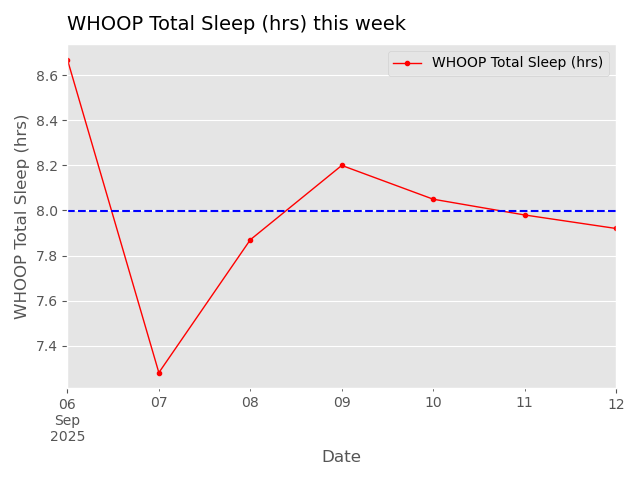 WHOOP Total Sleep (hrs) this week
WHOOP Total Sleep (hrs)
WHOOP Total Sleep (hrs)
8.6
8.4
8.2
8.0
7.8
7.6
7.4
06 07 08 09 10 11 12
Sep
2025
Date